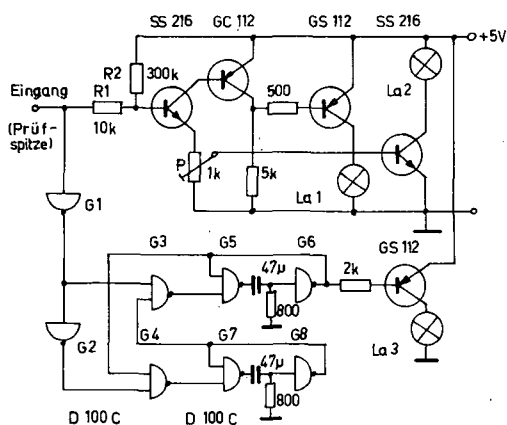 SS 216 GC 112 GS 112 SS 216
+5V
R2 300k
La2
Eingang
R1
500
(Prüf-
spitze)
10k
P 1k
5k
La 1
G1
G3 G5 G6 GS 112
47µ
2k
800
G2
G4 G7 G8
47µ
La 3
800
D 100 C D 100 C